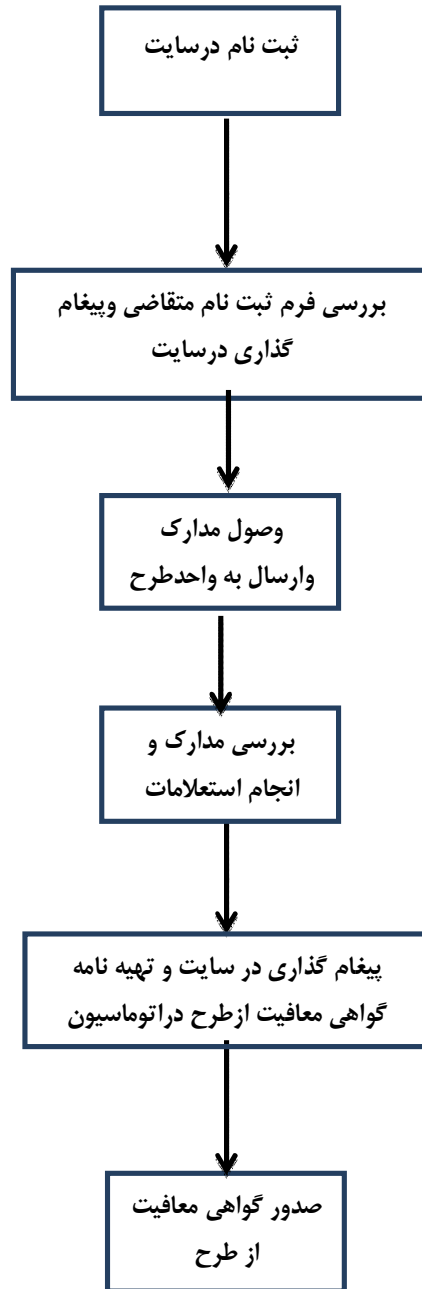 ثبت نام درسایت
بررسی فرم ثبت نام متقاضی وپیغام
گذاری درسایت
وصول مدارک
وارسال به واحدطرح
بررسی مدارک و
انجام استعلامات
پیغام گذاری در سایت و تهیه نامه
گواهی معافیت ازطرح دراتوماسیون
صدور گواهی معافیت
از طرح